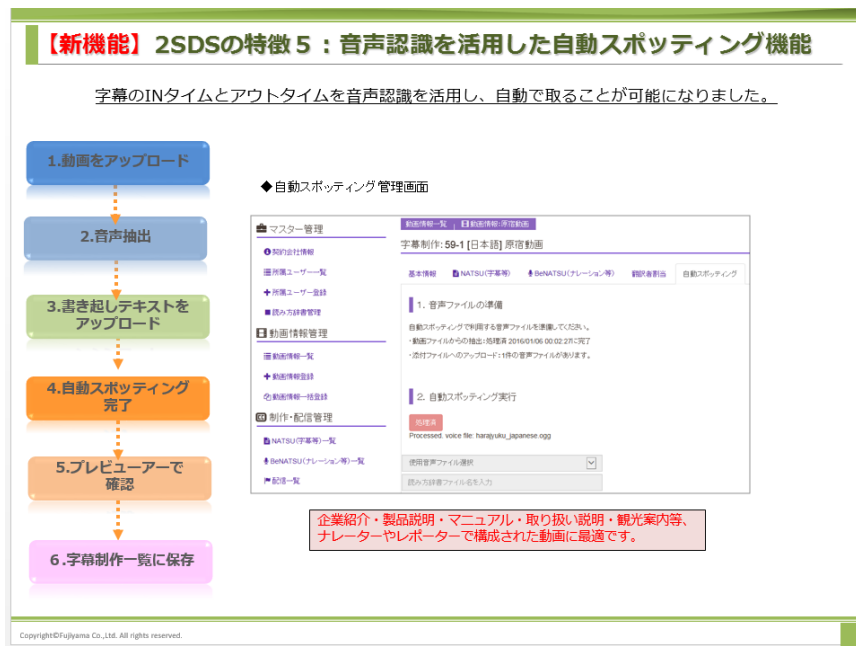 【新機能】2SDSの特徴5：音声認識を活用した自動スポッティング機能
字幕のINタイムとアウトタイムを音声認識を活用し、自動で取ることが可能になりました。
1.動画をアップロード
2.音声抽出
3.書き起しテキストを
アップロード
4.自動スポッティング
完了
5.プレビューアーで
確認
6.字幕制作一覧に保存
◆自動スポッティング管理画面
マスター管理
契約会社情報
所属ユーザー一覧
所属ユーザー登録
読み方辞書管理
動画情報管理
動画情報一覧
動画情報登録
動画情報一括登録
制作・配信管理
NATSU(字幕等)一覧
BeNATSU(ナレーション等)一覧
配信一覧
動画情報一覧 | 動画情報:原宿動画
字幕制作: 59-1 [日本語] 原宿動画
基本情報 NATSU(字幕等) BeNATSU(ナレーション等) 翻訳者割当 自動スポッティング
1. 音声ファイルの準備
自動スポッティングで利用する音声ファイルを準備してください。
・動画ファイルからの抽出:処理済 2016/01/06 00:02:27に完了
・添付ファイルへのアップロード:1件の音声ファイルがあります。
2. 自動スポッティング実行
処理済
Processed. voice file: harajyuku_japanese.ogg
使用音声ファイル選択
読み方辞書ファイル名を入力
企業紹介・製品説明・マニュアル・取り扱い説明・観光案内等、
ナレーターやレポーターで構成された動画に最適です。
Copyright©Fujiyama Co.,Ltd. All rights reserved.